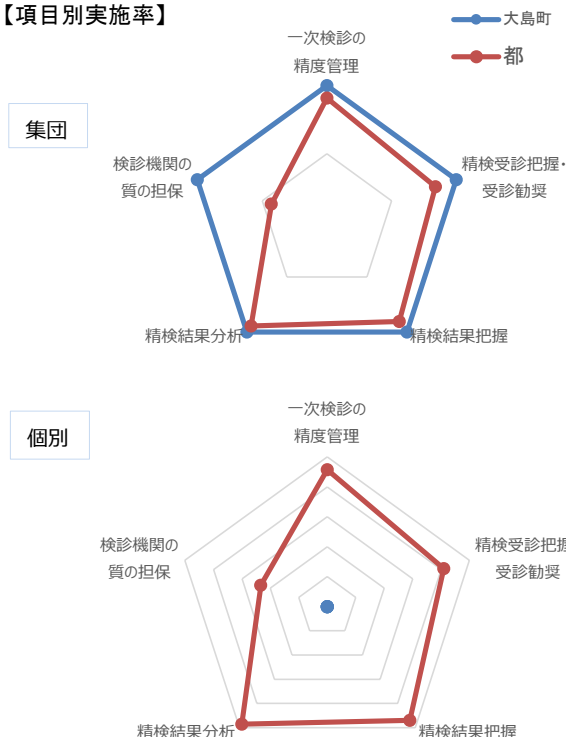 【項目別実施率】
大島町
都
集団
一次検診の
精度管理
検診機関の
質の担保
精検受診把握・
受診勧奨
精検結果分析
精検結果把握
個別
一次検診の
精度管理
検診機関の
質の担保
精検受診把握
受診勧奨
精検結果分析
精検結果把握